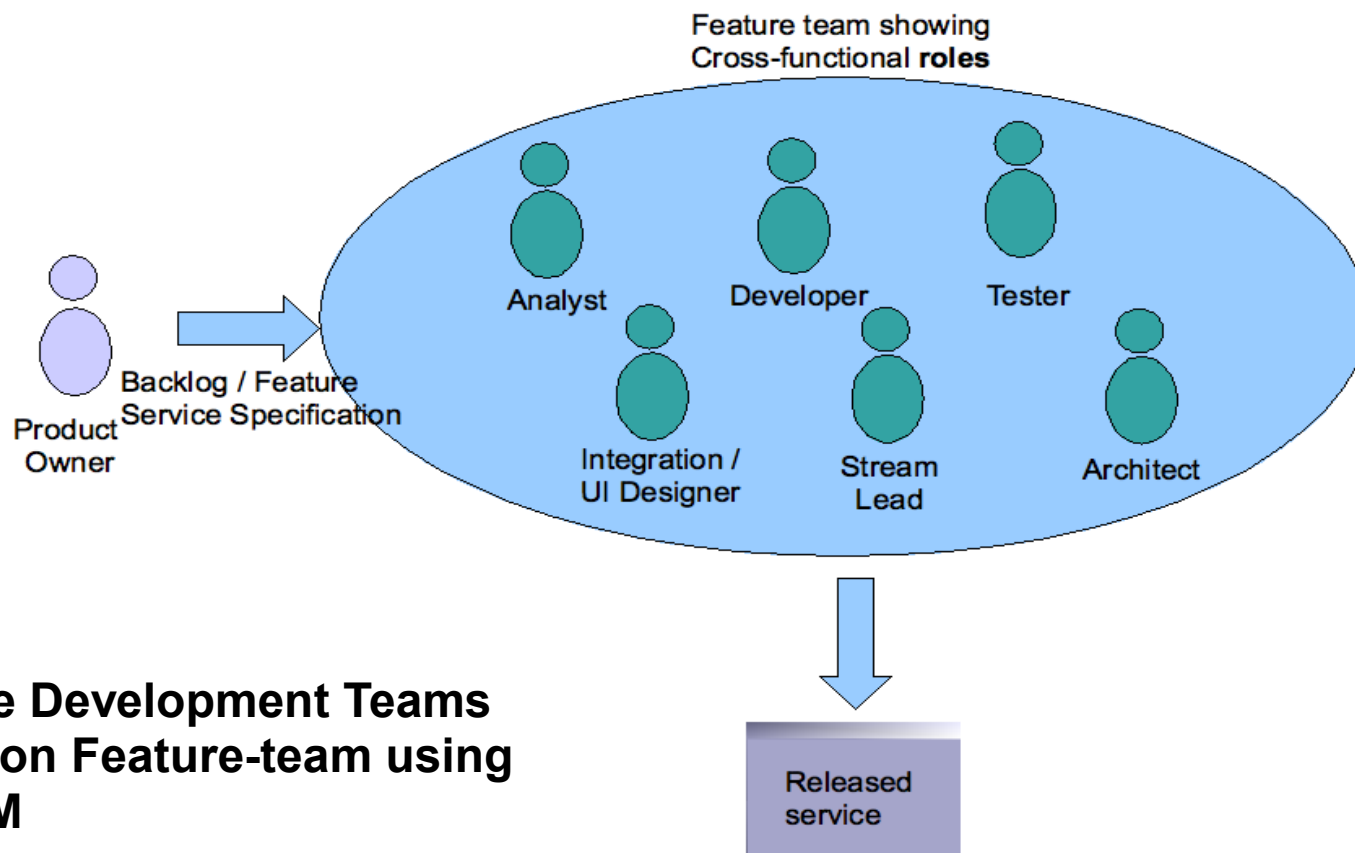 Feature team showing
Cross-functional roles
Analyst
Developer
Tester
Backlog / Feature
Service Specification
Product
Owner
Integration /
UI Designer
Stream
Lead
Architect
e Development Teams
on Feature-team using
M
Released
service